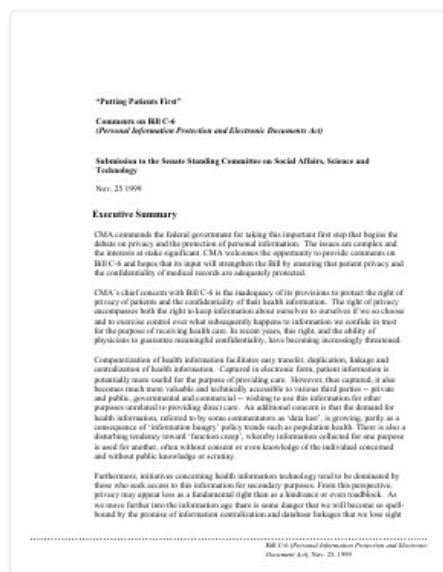 "Putting Patients First"
Comments on Bill C-6
(Personal Information Protection and Electronic Documents Act)
Submission to the Senate Standing Committee on Social Affairs, Science and
Technology
Nov. 25 1999
Executive Summary
CMA commends the federal government for taking this important first step that begins the
debate on privacy and the protection of personal information. The issues are complex and
the interests at stake significant. CMA welcomes the opportunity to provide comments on
Bill C-6 and hopes that its input will strengthen the Bill by ensuring that patient privacy and
the confidentiality of medical records are adequately protected.
CMA's chief concern with Bill C-6 is the inadequacy of its provisions to protect the right of
privacy of patients and the confidentiality of their health information. The right of privacy
encompasses both the right to keep information about ourselves to ourselves if we so choose
and to exercise control over what subsequently happens to information we confide in trust
for the purpose of receiving health care. In recent years, this right, and the ability of
physicians to guarantee meaningful confidentiality, have become increasingly threatened.
Computerization of health information facilitates easy transfer, duplication, linkage and
centralization of health information. Captured in electronic form, patient information is
potentially more useful for the purpose of providing care. However, thus captured, it also
becomes much more valuable and technically accessible to various third parties -- private
and public, governmental and commercial -- wishing to use this information for other
purposes unrelated to providing direct care. An additional concern is that the demand for
health information, referred to by some commentators as 'data lust', is growing, partly as a
consequence of 'information hungry' policy trends such as population health. There is also a
disturbing tendency toward 'function creep', whereby information collected for one purpose
is used for another, often without consent or even knowledge of the individual concerned
and without public knowledge or scrutiny.
Furthermore, initiatives concerning health information technology tend to be dominated by
those who seek access to this information for secondary purposes. From this perspective,
privacy may appear less as a fundamental right than as a hindrance or even roadblock. As
we move farther into the information age there is some danger that we will become so spell-
bound by the promise of information centralization and database linkages that we lose sight
Bill C-6 (Personal Information Protection and Electronic
Document Act), Nov. 25, 1999